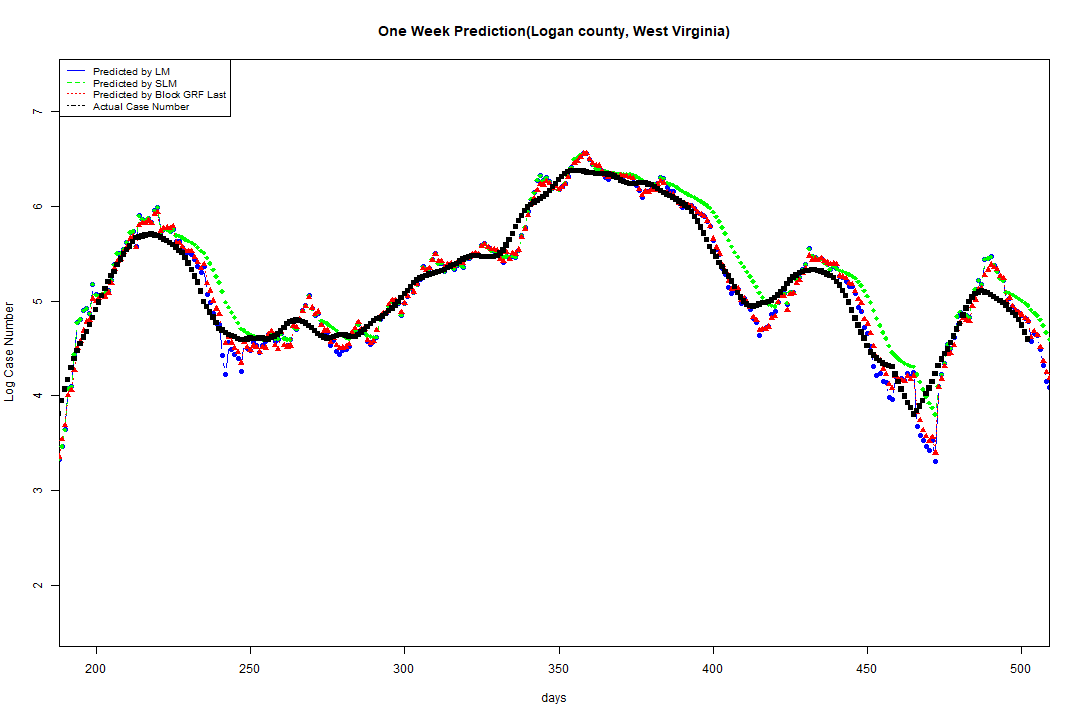 One Week Prediction(Logan county, West Virginia)
Predicted by LM
Predicted by SLM
Predicted by Block GRF Last
Actual Case Number
Log Case Number
7
6
5
4
3
2
200 250 300 350 400 450 500
days